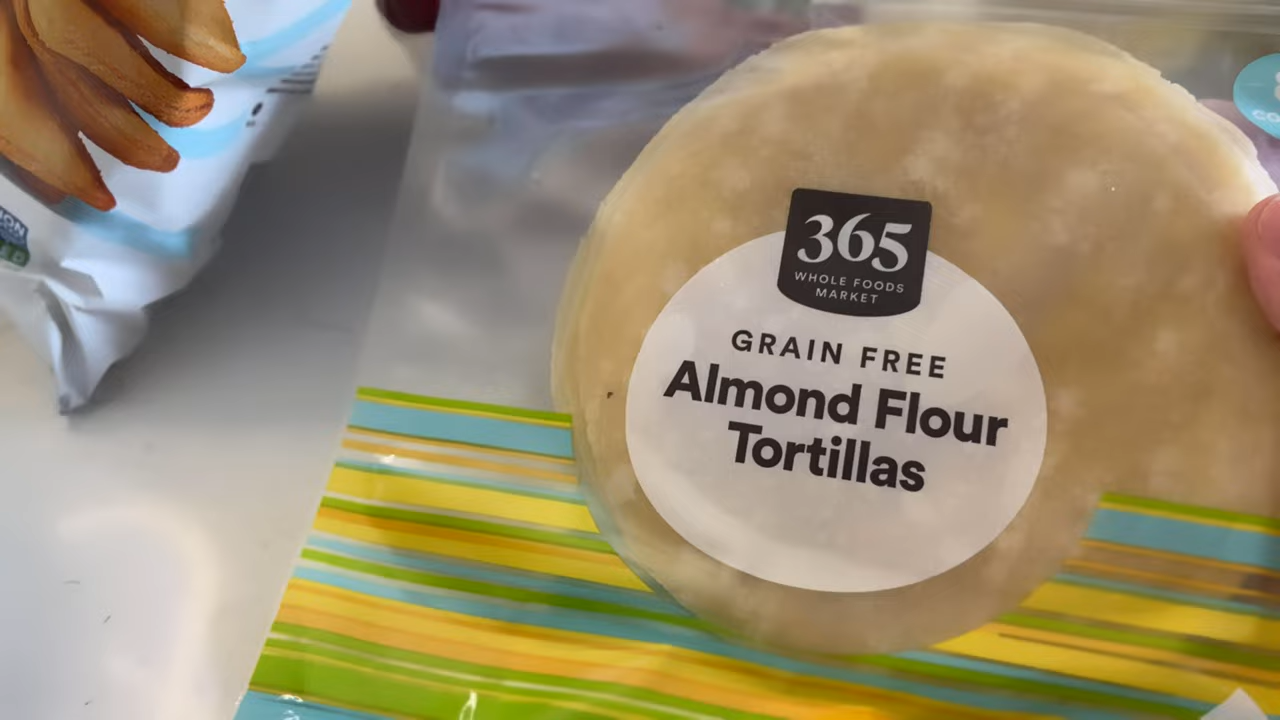 365
WHOLE FOODS
MARKET
GRAIN FREE
Almond Flour
Tortillas